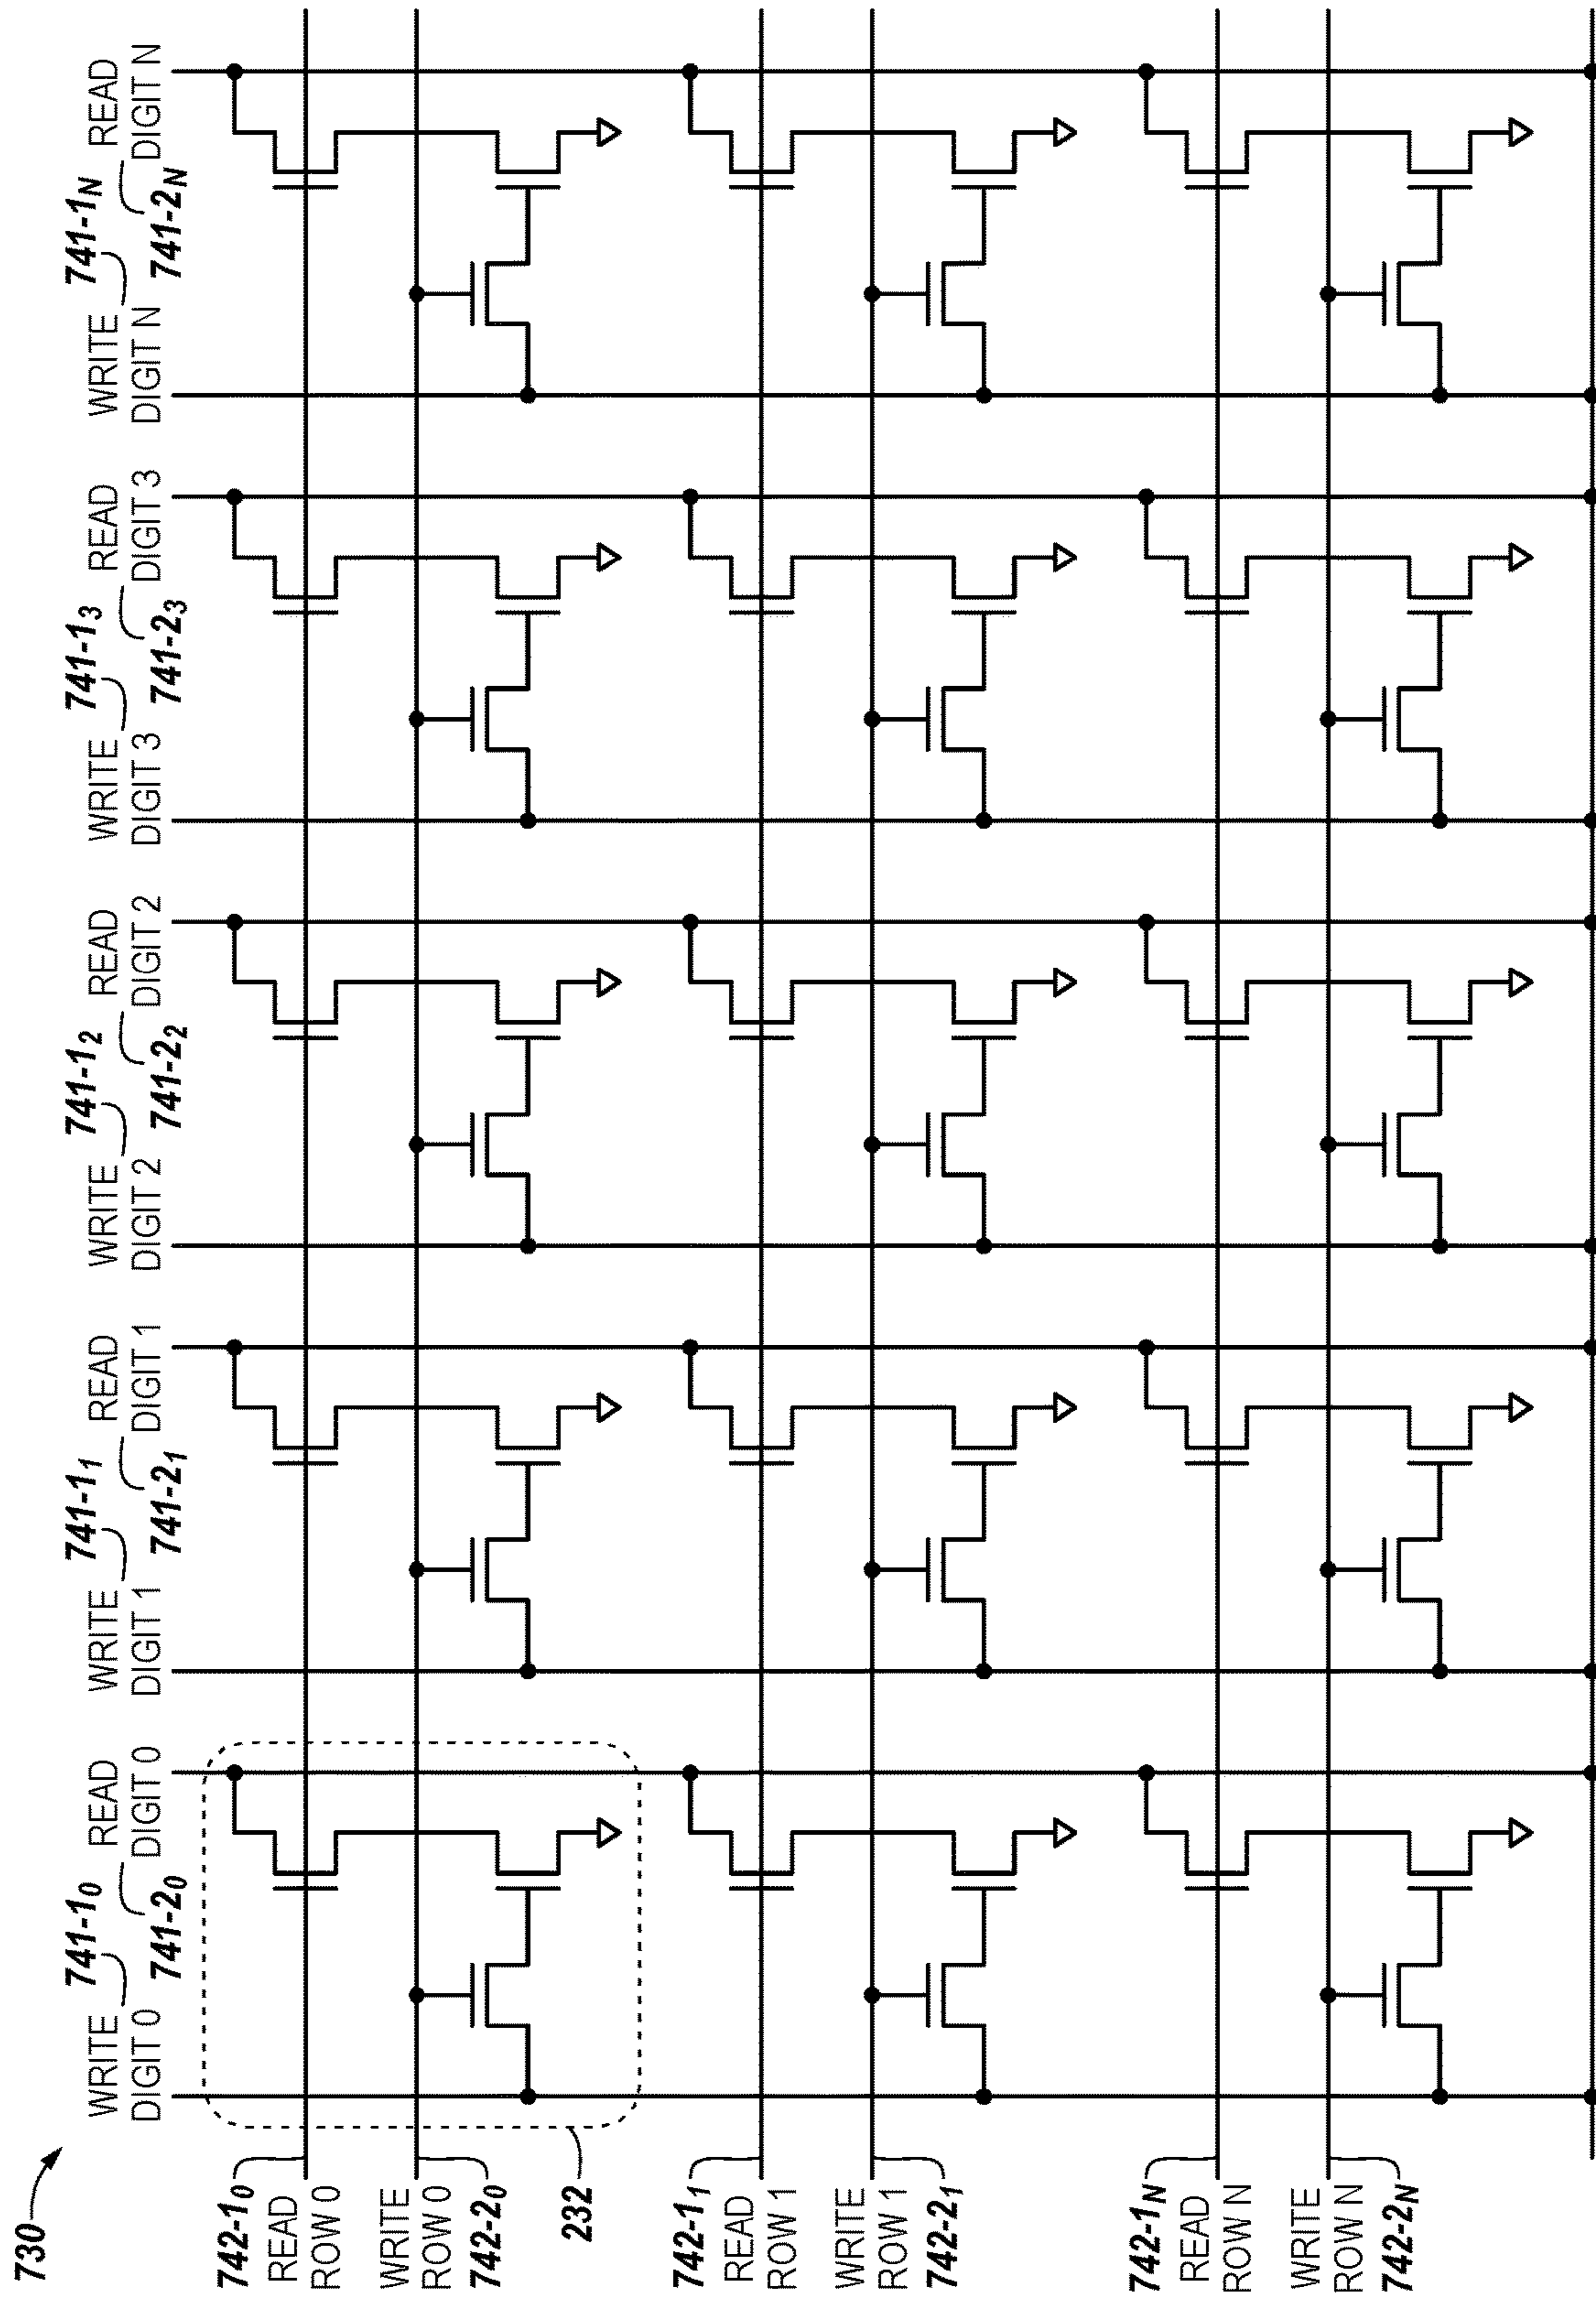 730
741-1₀ 741-1₁ 741-1₂ 741-1₃ 741-1N
WRITE READ WRITE READ WRITE READ WRITE READ WRITE READ
DIGIT 0 DIGIT 0 DIGIT 1 DIGIT 1 DIGIT 2 DIGIT 2 DIGIT 3 DIGIT 3 DIGIT N DIGIT N
741-2₀ 741-2₁ 741-2₂ 741-2₃ 741-2N
742-1₀
READ
ROW 0
WRITE
ROW 0
742-2₀
232
742-1₁
READ
ROW 1
WRITE
ROW 1
742-2₁
742-1N
READ
ROW N
WRITE
ROW N
742-2N